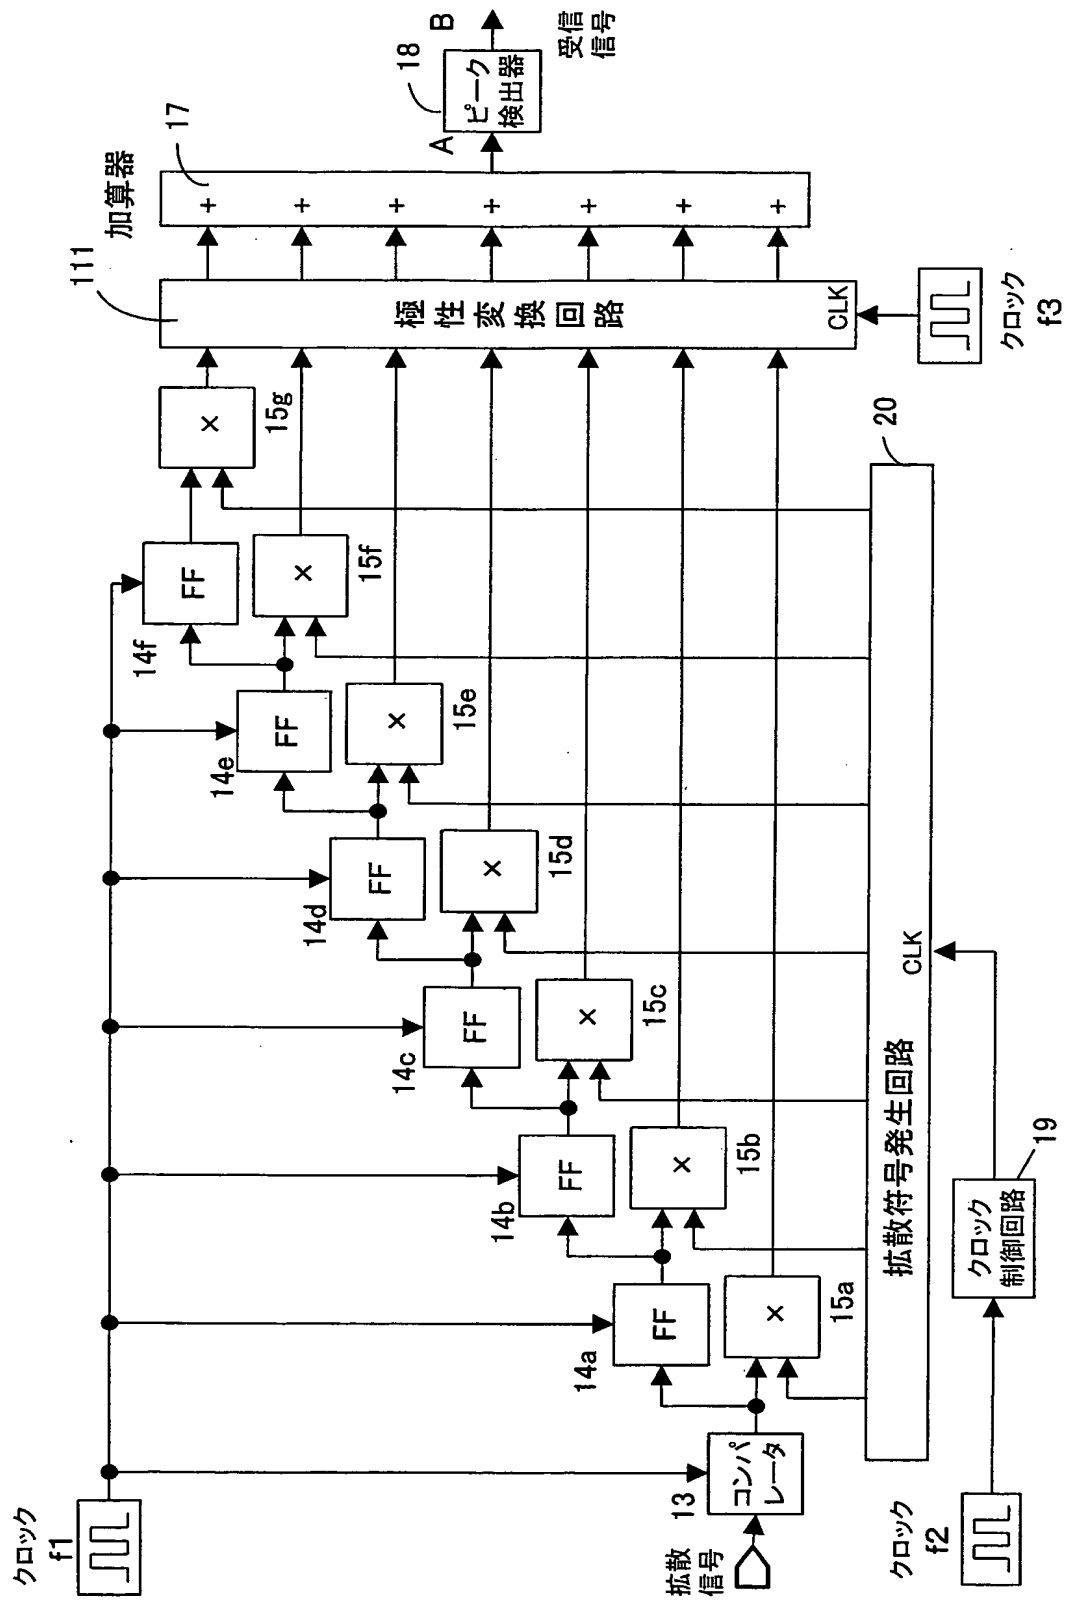 クロック
f1
拡散
信号
13
コンパ
レータ
14a
FF
14b
FF
14c
FF
14d
FF
14e
FF
14f
FF
×
15a
×
15b
×
15c
×
15d
×
15e
×
15f
×
15g
111
極性変換回路
CLK
クロック
f3
加算器
17
+
+
+
+
+
+
+
A
18
ピーク
検出器
B
受信
信号
拡散符号発生回路
CLK
20
クロック
f2
クロック
制御回路
19